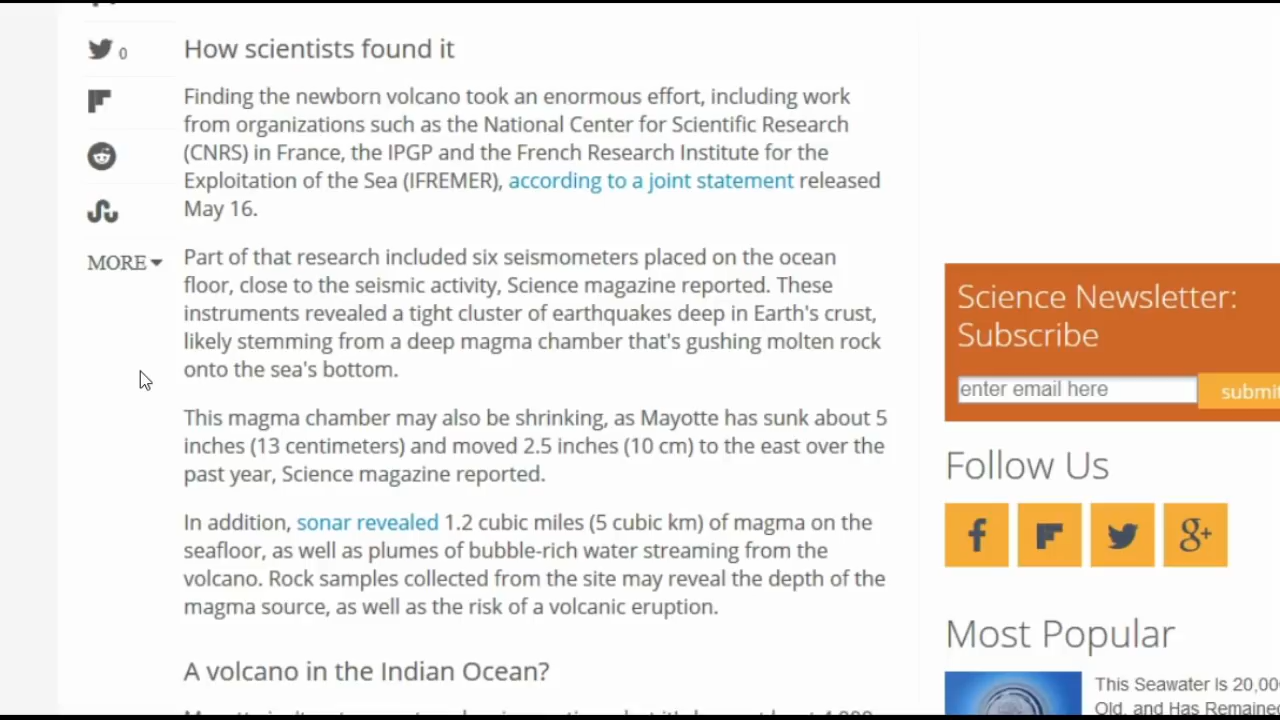 0
How scientists found it
Finding the newborn volcano took an enormous effort, including work
from organizations such as the National Center for Scientific Research
(CNRS) in France, the IPGP and the French Research Institute for the
Exploitation of the Sea (IFREMER), according to a joint statement released
May 16.
MORE
Part of that research included six seismometers placed on the ocean
floor, close to the seismic activity, Science magazine reported. These
instruments revealed a tight cluster of earthquakes deep in Earth's crust,
likely stemming from a deep magma chamber that's gushing molten rock
onto the sea's bottom.
This magma chamber may also be shrinking, as Mayotte has sunk about 5
inches (13 centimeters) and moved 2.5 inches (10 cm) to the east over the
past year, Science magazine reported.
In addition, sonar revealed 1.2 cubic miles (5 cubic km) of magma on the
seafloor, as well as plumes of bubble-rich water streaming from the
volcano. Rock samples collected from the site may reveal the depth of the
magma source, as well as the risk of a volcanic eruption.
A volcano in the Indian Ocean?
Science Newsletter:
Subscribe
enter email here
submit
Follow Us
f
g+
Most Popular
This Seawater Is 20,00
Old, and Has Remained